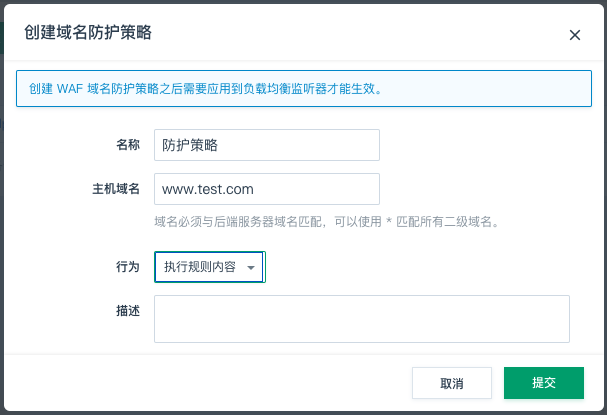 创建域名防护策略
创建 WAF 域名防护策略之后需要应用到负载均衡监听器才能生效。
名称 防护策略
主机域名 www.test.com
域名必须与后端服务器域名匹配，可以使用 * 匹配所有二级域名。
行为 执行规则内容
描述
取消 提交